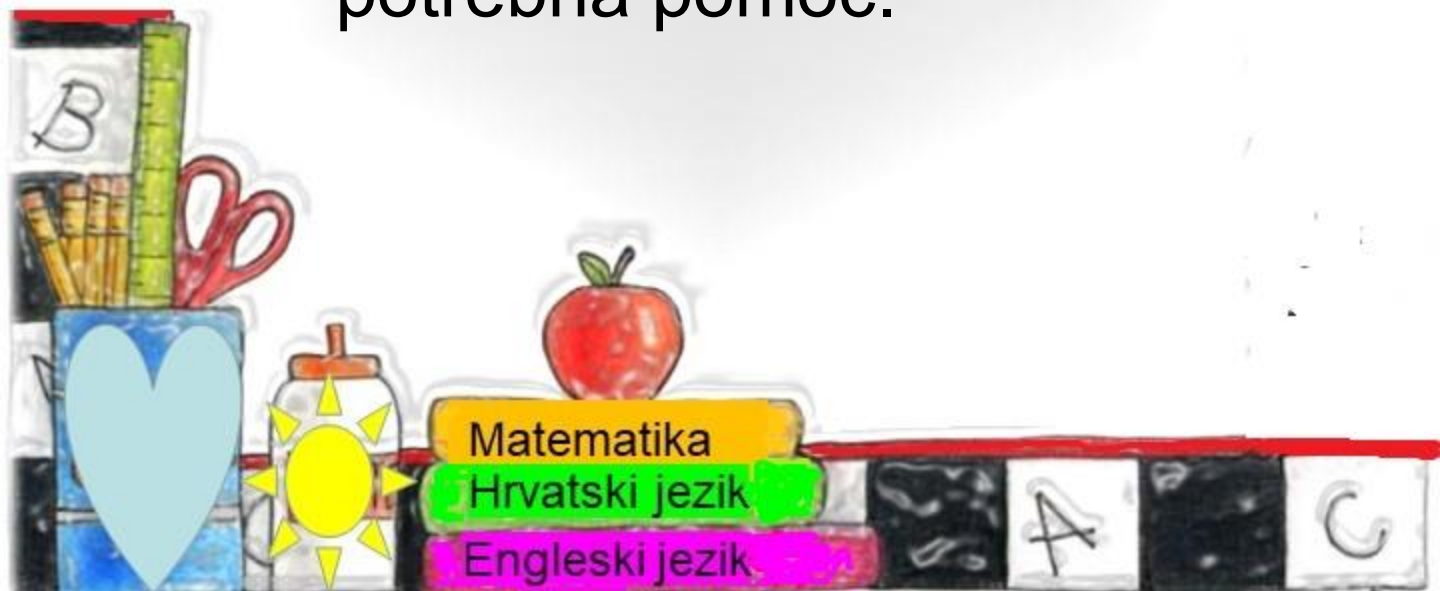 potrebna pomoć.
B
Matematika
Hrvatski jezik
Engleski jezik
A
C